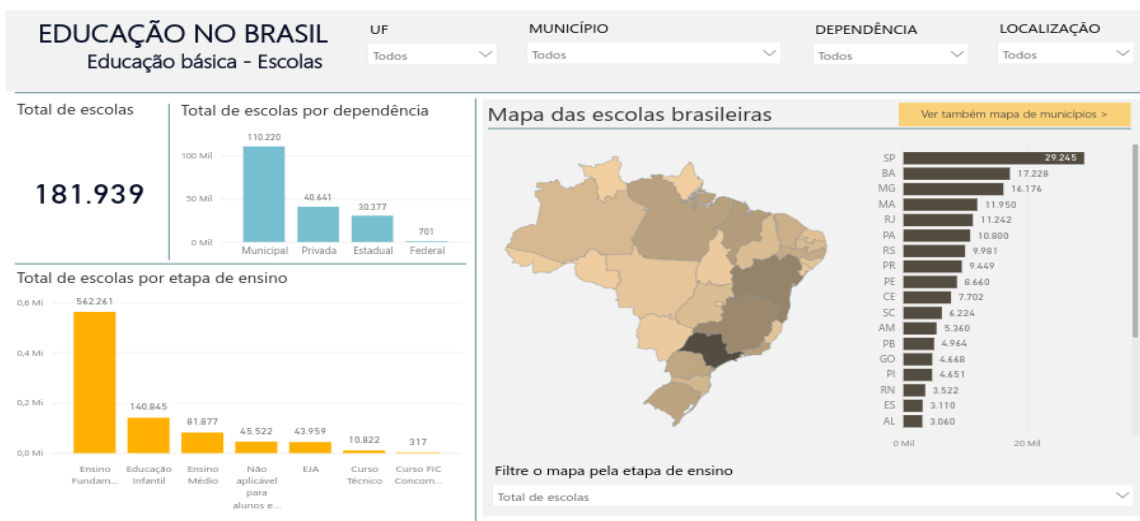 EDUCAÇÃO NO BRASIL
Educação básica - Escolas
UF
Todos
MUNICÍPIO
Todos
DEPENDÊNCIA
Todos
LOCALIZAÇÃO
Todos
Total de escolas
181.939
Total de escolas por dependência
100 Mil
50 Mil
0 Mil
110.220
40.641
30.377
701
Municipal
Privada
Estadual
Federal
Total de escolas por etapa de ensino
0,6 Mi
0,4 Mi
0,2 Mi
0,0 Mi
562.261
140.845
81.877
45.522
43.959
10.822
317
Ensino
Fundam...
Educação
Infantil
Ensino
Médio
Não
aplicável
para
alunos e...
EJA
Curso
Técnico
Curso FIC
Concom...
Mapa das escolas brasileiras
Ver também mapa de municípios >
SP 29.245
BA 17.228
MG 16.176
MA 11.950
RJ 11.242
PA 10.800
RS 9.981
PR 9.449
PE 8.660
CE 7.702
SC 6.224
AM 5.360
PB 4.964
GO 4.668
PI 4.651
RN 3.522
ES 3.110
AL 3.060
0 Mil
20 Mil
Filtre o mapa pela etapa de ensino
Total de escolas